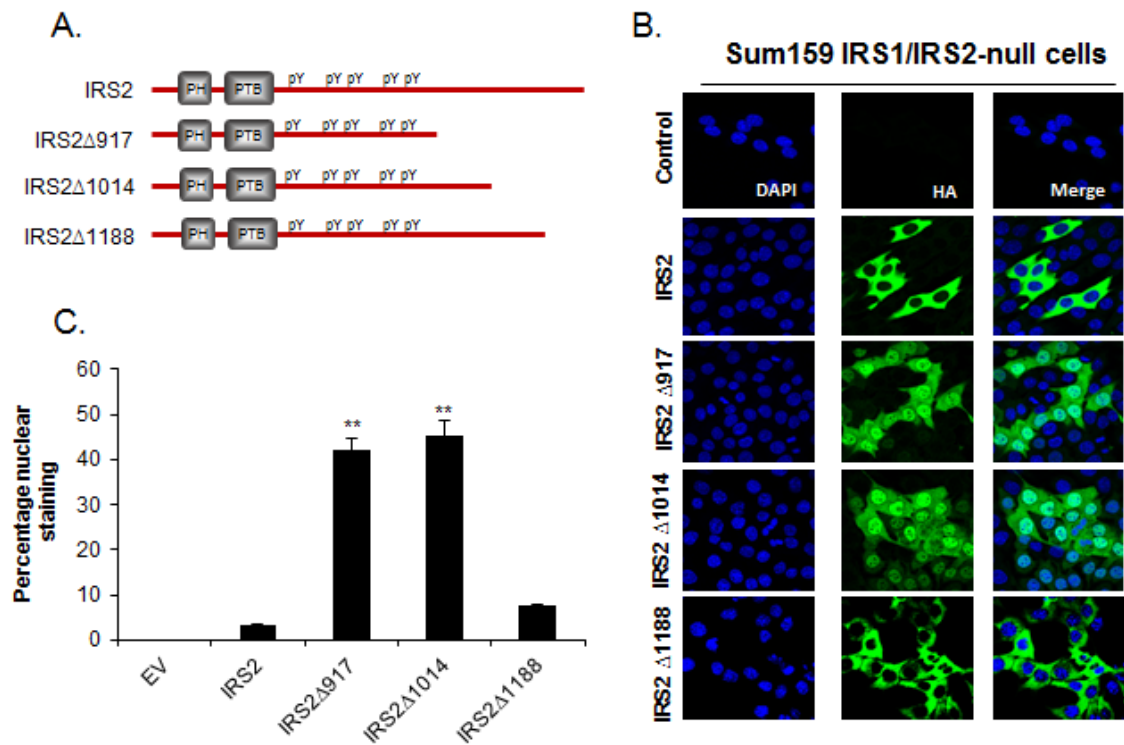 A.
IRS2
PH PTB pY pY pY pY pY
IRS2Δ917
PH PTB pY pY pY pY pY
IRS2Δ1014
PH PTB pY pY pY pY pY
IRS2Δ1188
PH PTB pY pY pY pY pY
B.
Sum159 IRS1/IRS2-null cells
Control
DAPI
HA
Merge
IRS2
IRS2 Δ917
IRS2 Δ1014
IRS2 Δ1188
C.
Percentage nuclear
staining
60
50
40
30
20
10
0
**
**
EV
IRS2
IRS2Δ917
IRS2Δ1014
IRS2Δ1188